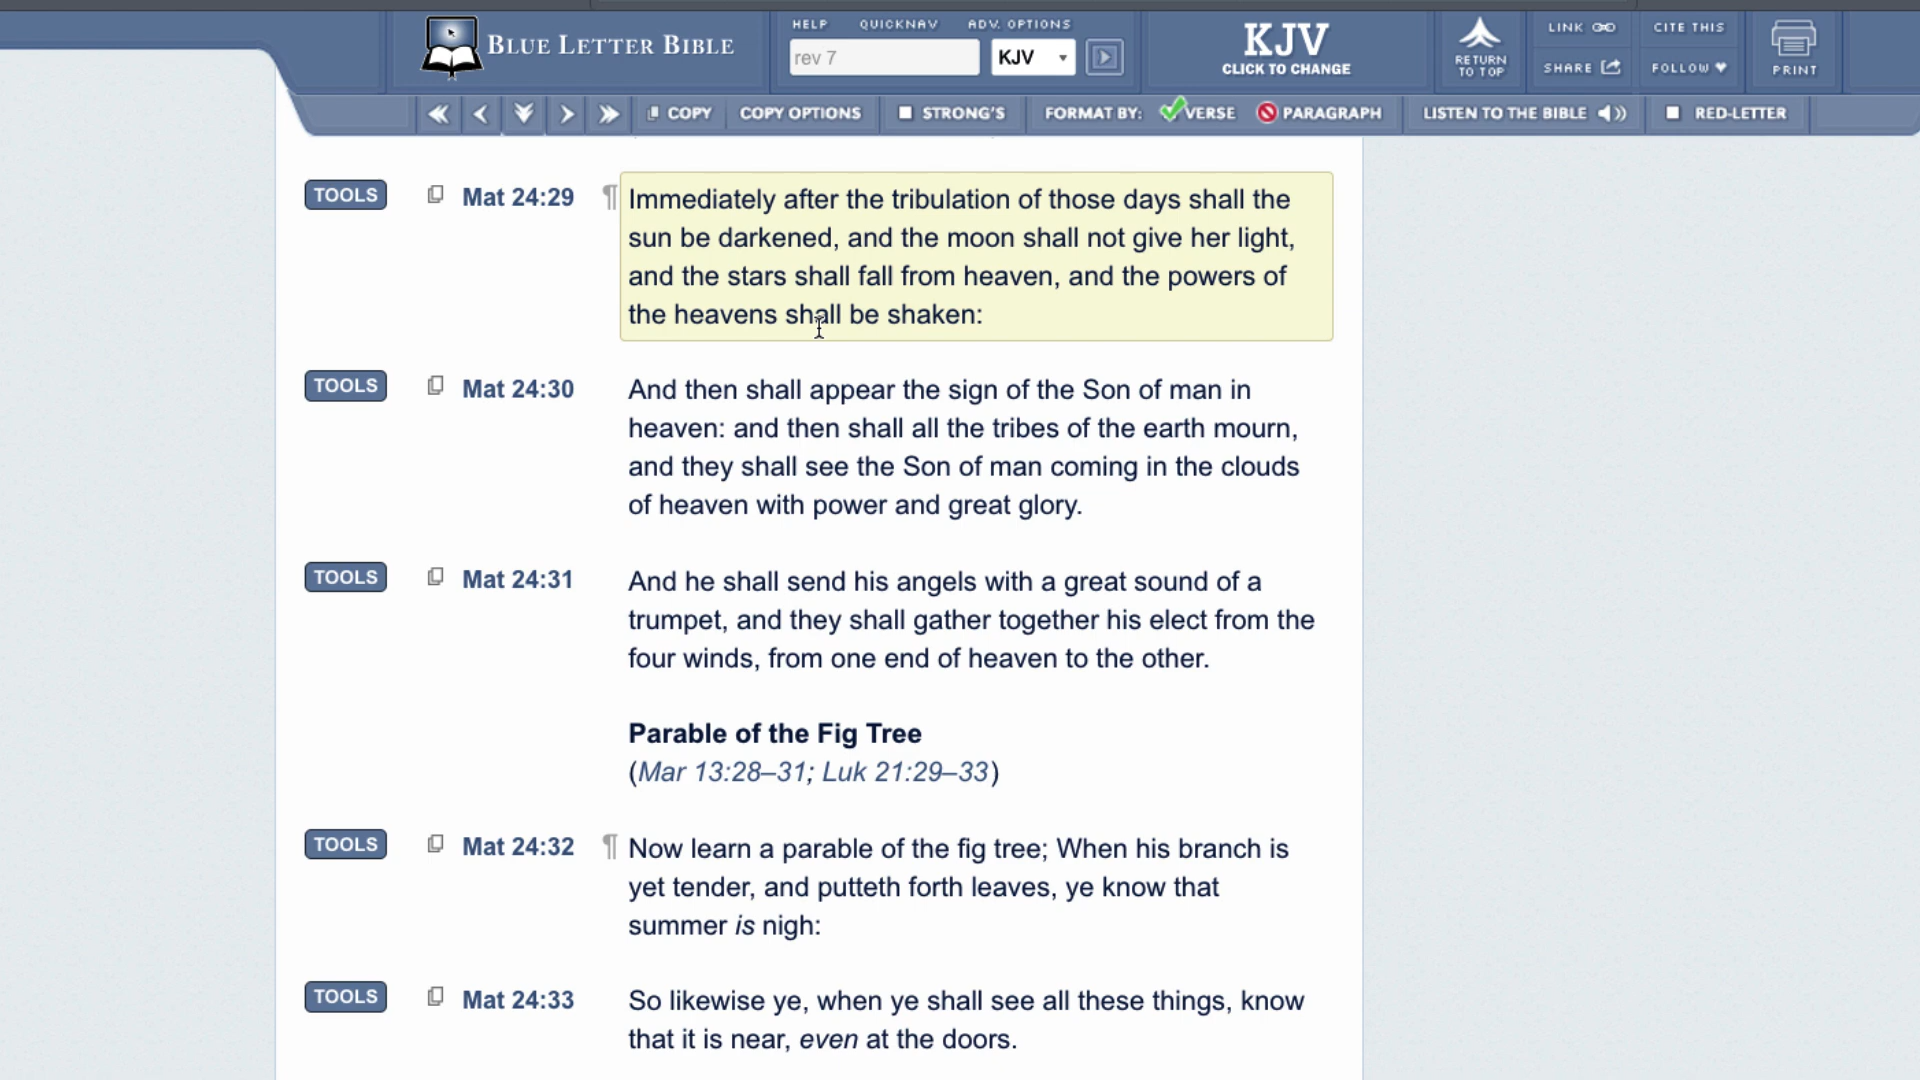 HELP QUICKNAV ADV. OPTIONS
BLUE LETTER BIBLE
rev 7
KJV
KJV
CLICK TO CHANGE
RETURN
TO TOP
LINK
SHARE
CITE THIS
FOLLOW
PRINT
COPY COPY OPTIONS STRONG'S FORMAT BY: VERSE PARAGRAPH LISTEN TO THE BIBLE RED-LETTER
TOOLS Mat 24:29 ¶ Immediately after the tribulation of those days shall the
sun be darkened, and the moon shall not give her light,
and the stars shall fall from heaven, and the powers of
the heavens shall be shaken:
TOOLS Mat 24:30 And then shall appear the sign of the Son of man in
heaven: and then shall all the tribes of the earth mourn,
and they shall see the Son of man coming in the clouds
of heaven with power and great glory.
TOOLS Mat 24:31 And he shall send his angels with a great sound of a
trumpet, and they shall gather together his elect from the
four winds, from one end of heaven to the other.
Parable of the Fig Tree
(Mar 13:28–31; Luk 21:29–33)
TOOLS Mat 24:32 ¶ Now learn a parable of the fig tree; When his branch is
yet tender, and putteth forth leaves, ye know that
summer is nigh:
TOOLS Mat 24:33 So likewise ye, when ye shall see all these things, know
that it is near, even at the doors.